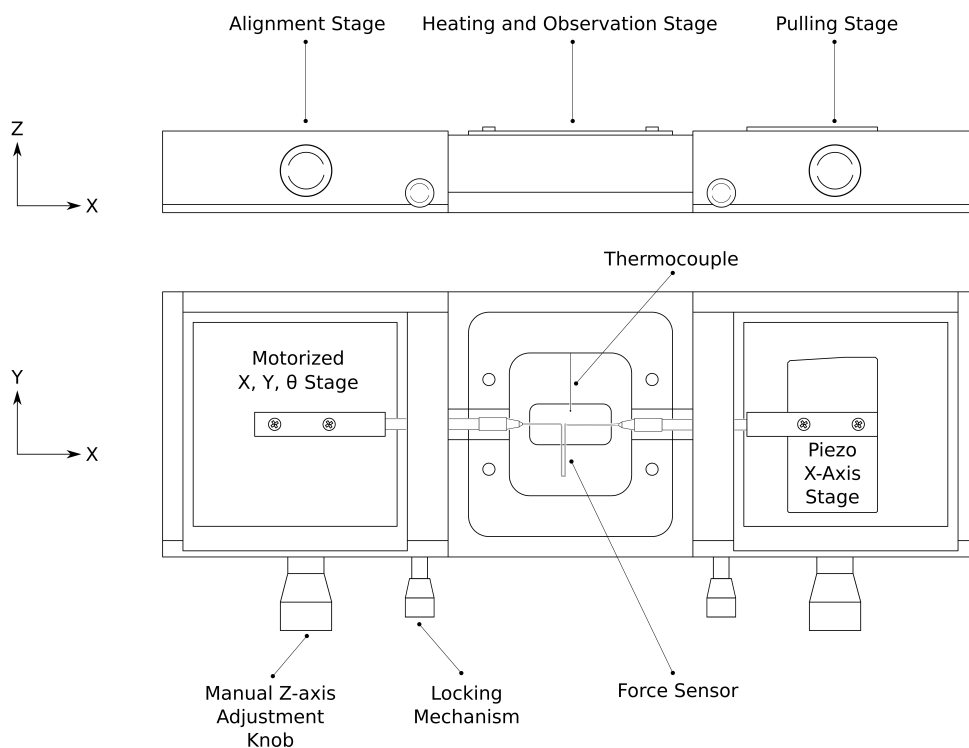 Alignment Stage
Heating and Observation Stage
Pulling Stage
Z
X
Thermocouple
Motorized
X, Y, θ Stage
Y
X
Piezo
X-Axis
Stage
Manual Z-axis
Adjustment
Knob
Locking
Mechanism
Force Sensor